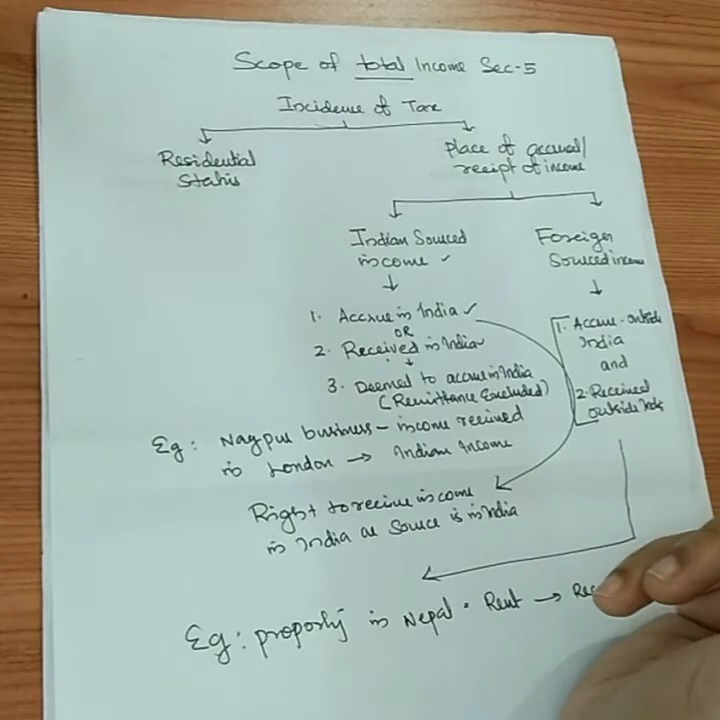 Scope of total Income Sec-5
Incidence of Tax
Residential
Status
Place of accrual/
receipt of income
Indian Sourced
income ✓
Foreign
Sourced income
1. Accrue in India ✓
OR
2. Received in India ✓
3. Deemed to accrue in India
(Remittance Excluded)
1. Accrue - outside
India
and
2. Received
outside India
Eg: Nagpur business - income received
in London → Indian Income
Right to receive income
in India as source is in India
Eg: property in Nepal. Rent →